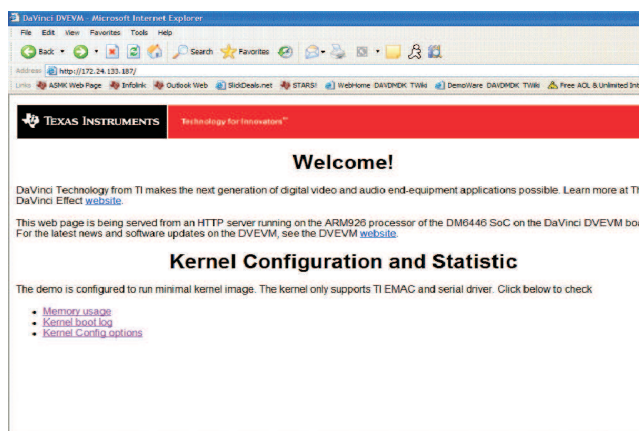 DaVinci DVEVM - Microsoft Internet Explorer
File Edit View Favorites Tools Help
Back Search Favorites
Address http://172.24.133.187/
Links ASMK Web Page Infolink Outlook Web SlickDeals.net STARS! WebHome DAVDMDK TWiki DemoWare DAVDMDK TWiki Free AOL & Unlimited Int
TEXAS INSTRUMENTS Technology for Innovators™
Welcome!
DaVinci Technology from TI makes the next generation of digital video and audio end-equipment applications possible. Learn more at Th
DaVinci Effect website.
This web page is being served from an HTTP server running on the ARM926 processor of the DM6446 SoC on the DaVinci DVEVM boa
For the latest news and software updates on the DVEVM, see the DVEVM website.
Kernel Configuration and Statistic
The demo is configured to run minimal kernel image. The kernel only supports TI EMAC and serial driver. Click below to check
• Memory usage
• Kernel boot log
• Kernel Config options